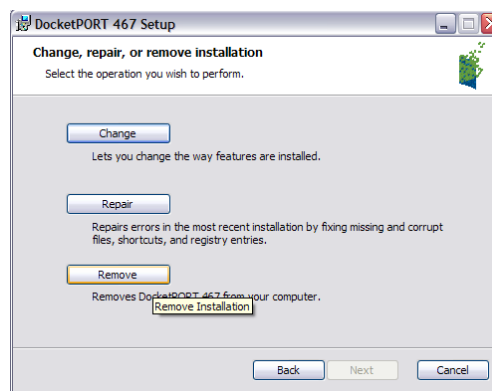 DocketPORT 467 Setup
Change, repair, or remove installation
Select the operation you wish to perform.
Change
Lets you change the way features are installed.
Repair
Repairs errors in the most recent installation by fixing missing and corrupt
files, shortcuts, and registry entries.
Remove
Removes DocketPORT 467 from your computer.
Remove Installation
Back
Next
Cancel